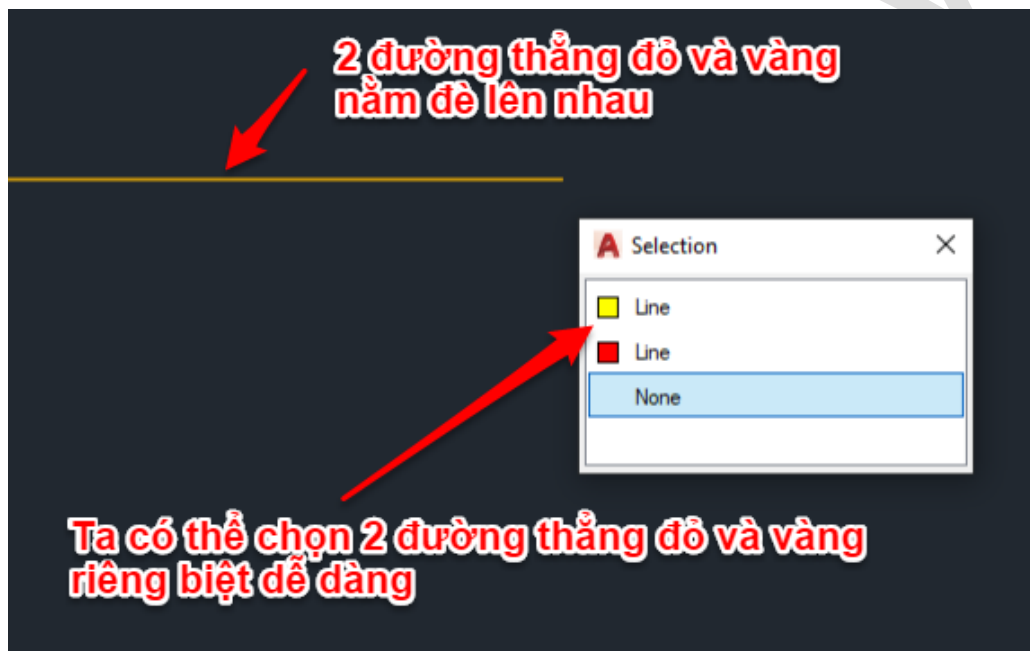 2 đường thẳng đỏ và vàng
nằm đè lên nhau
Selection
Line
Line
None
Ta có thể chọn 2 đường thẳng đỏ và vàng
riêng biệt dễ dàng